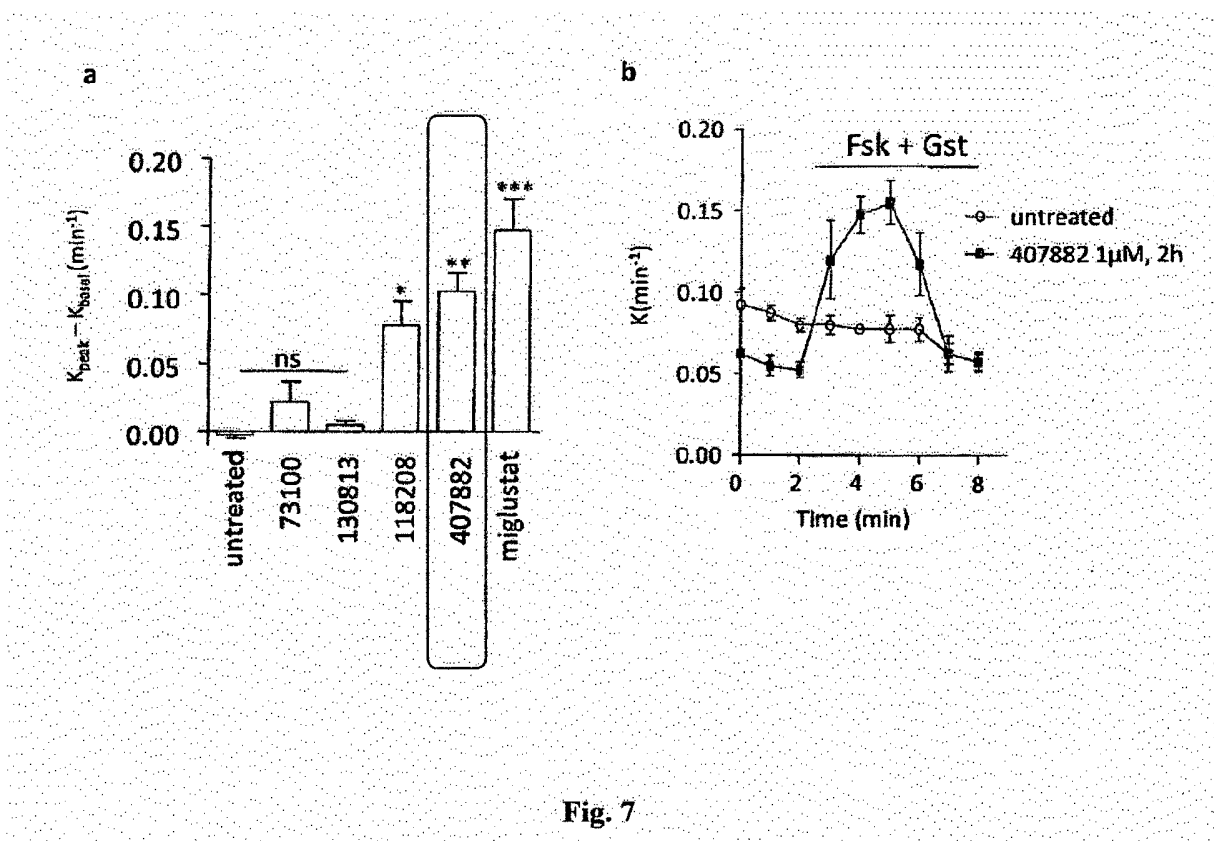 a
0.20
0.15
0.10
0.05
0.00
Kpeak – Kbasal (min-1)
ns
*
**
***
untreated
73100
130813
118208
407882
miglustat
b
0.20
0.15
0.10
0.05
0.00
K(min-1)
Fsk + Gst
untreated
407882 1µM, 2h
0 2 4 6 8
Time (min)
Fig. 7